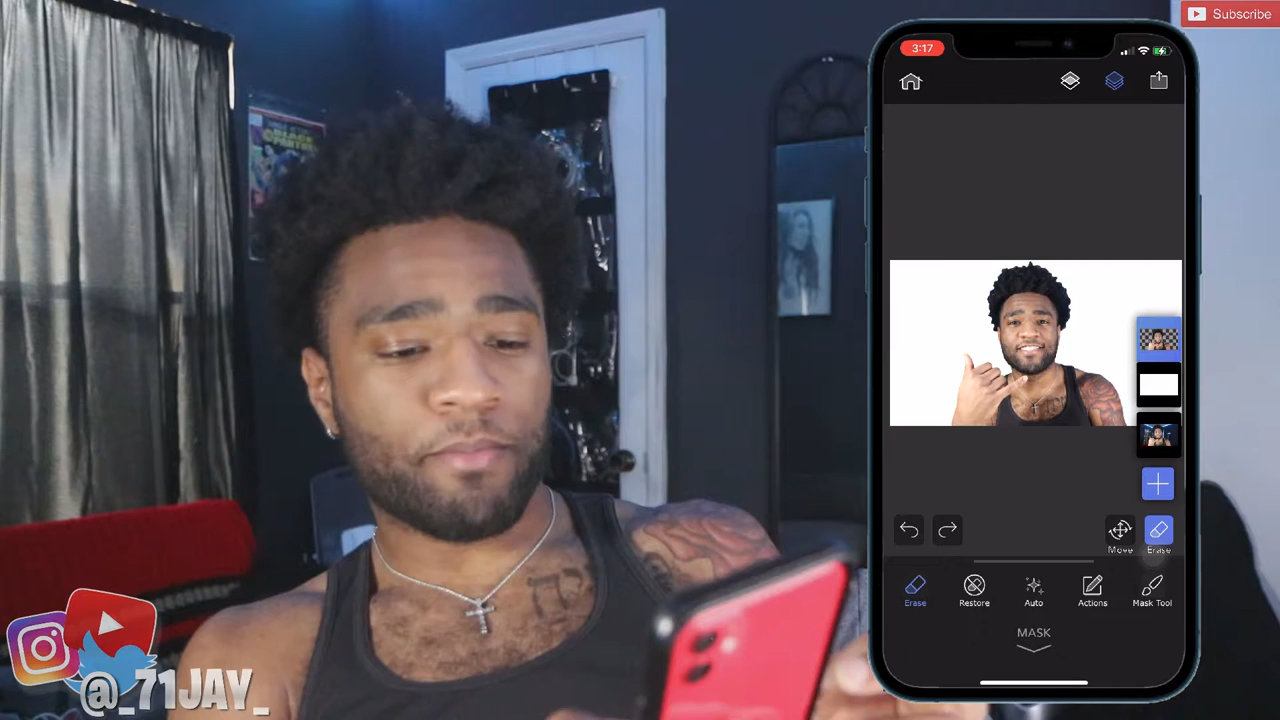 Subscribe
3:17
Move
Erase
Erase
Restore
Auto
Actions
Mask Tool
MASK
@_71JAY_